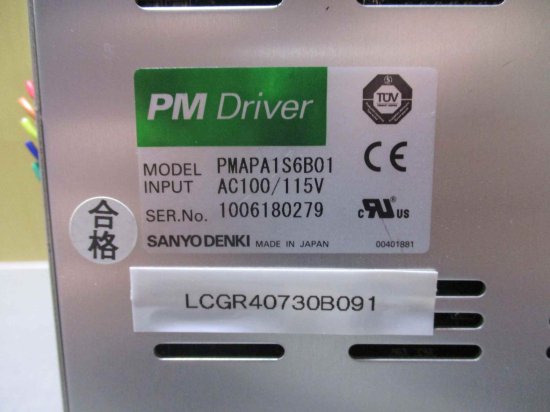 PM Driver
TÜV
MODEL PMAPA1S6B01
INPUT AC100/115V
SER.No. 1006180279
SANYO DENKI MADE IN JAPAN
CE
c RU US
00401881
合格
LCGR40730B091